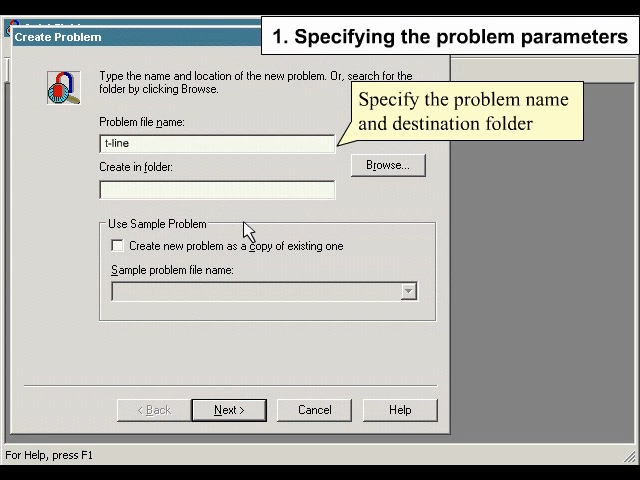 Create Problem
1. Specifying the problem parameters
Type the name and location of the new problem. Or, search for the
folder by clicking Browse.
Specify the problem name
and destination folder
Problem file name:
t-line
Create in folder:
Browse...
Use Sample Problem
Create new problem as a copy of existing one
Sample problem file name:
< Back
Next >
Cancel
Help
For Help, press F1